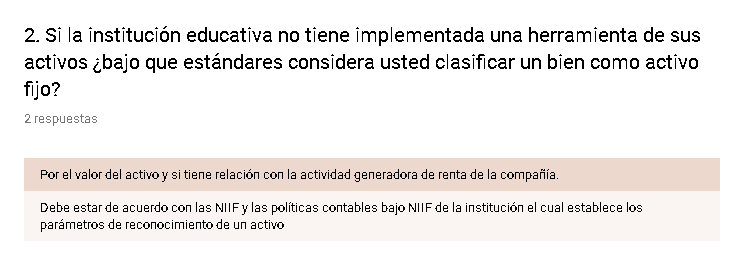 2. Si la institución educativa no tiene implementada una herramienta de sus
activos ¿bajo que estándares considera usted clasificar un bien como activo
fijo?
2 respuestas
Por el valor del activo y si tiene relación con la actividad generadora de renta de la compañía.
Debe estar de acuerdo con las NIIF y las políticas contables bajo NIIF de la institución el cual establece los
parámetros de reconocimiento de un activo